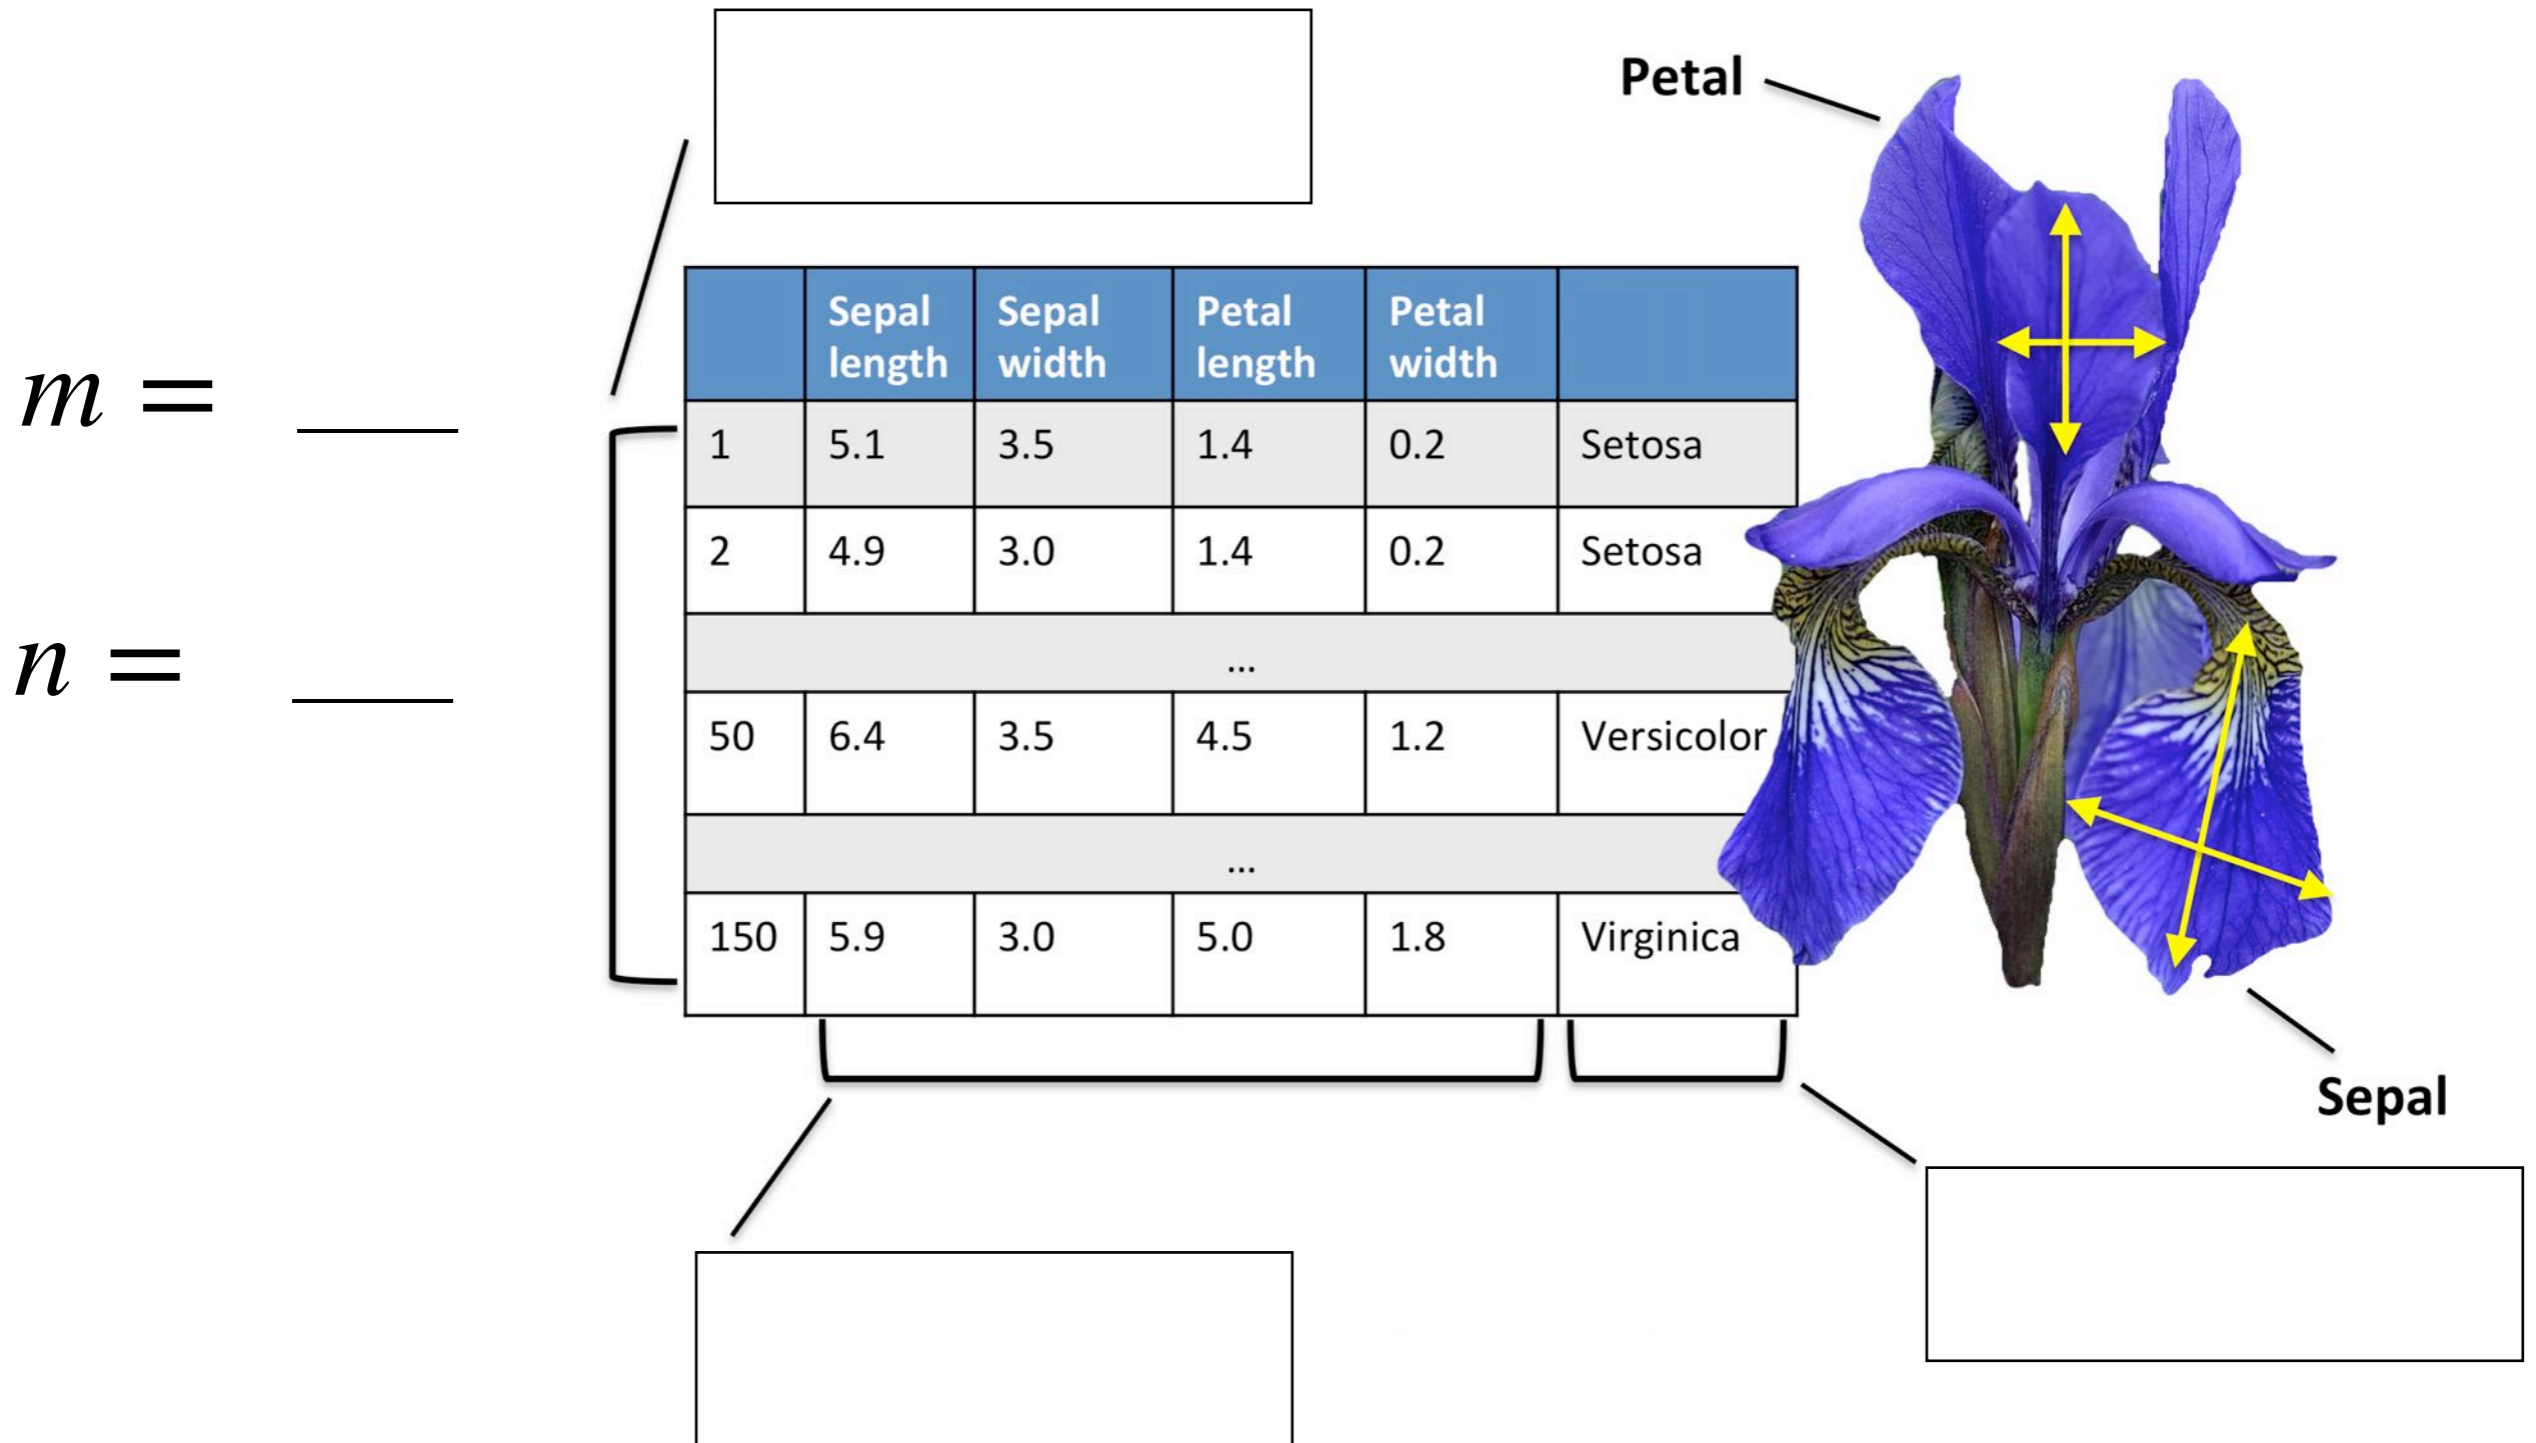 Petal
m = ___
n = ___
Sepal length Sepal width Petal length Petal width
1 5.1 3.5 1.4 0.2 Setosa
2 4.9 3.0 1.4 0.2 Setosa
...
50 6.4 3.5 4.5 1.2 Versicolor
...
150 5.9 3.0 5.0 1.8 Virginica
Sepal